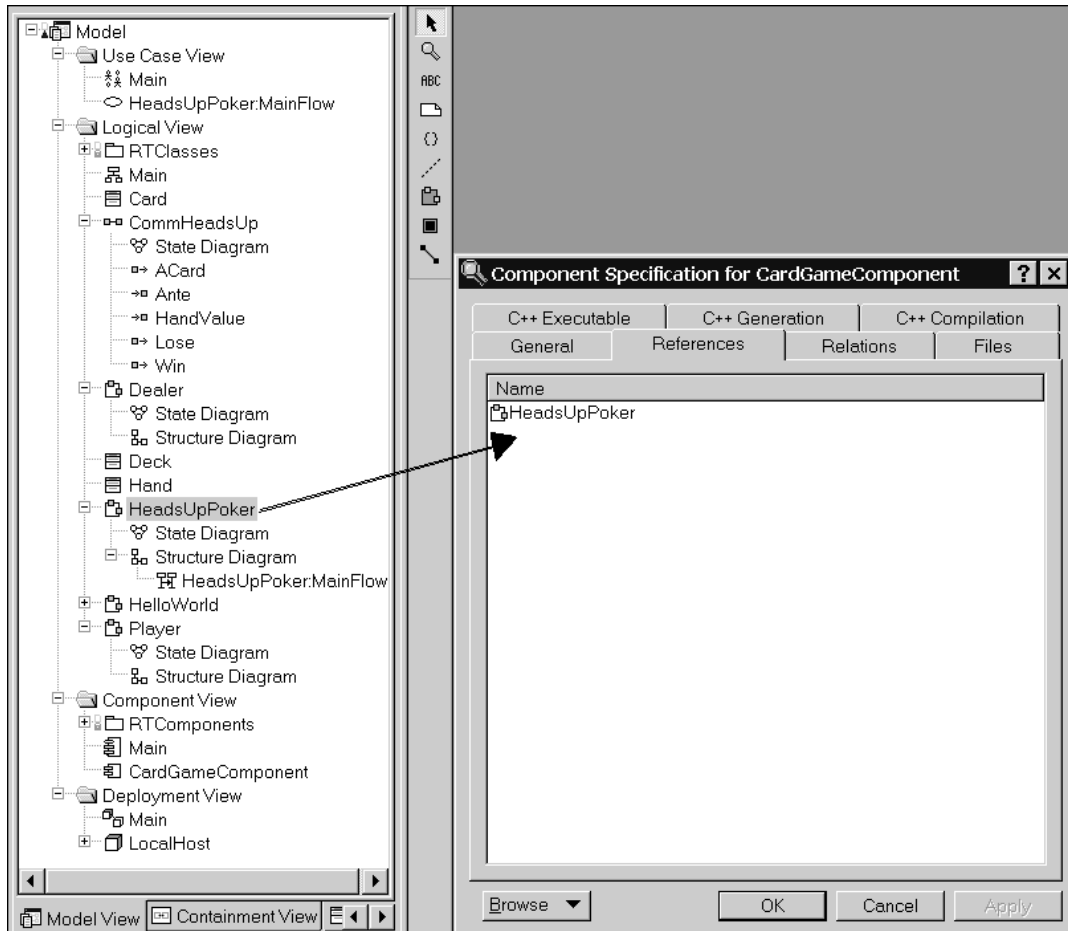 Model
Use Case View
Main
HeadsUpPoker:MainFlow
Logical View
RTClasses
Main
Card
CommHeadsUp
State Diagram
ACard
Ante
HandValue
Lose
Win
Dealer
State Diagram
Structure Diagram
Deck
Hand
HeadsUpPoker
State Diagram
Structure Diagram
HeadsUpPoker:MainFlow
HelloWorld
Player
State Diagram
Structure Diagram
Component View
RTComponents
Main
CardGameComponent
Deployment View
Main
LocalHost
Model View Containment View
ABC
Component Specification for CardGameComponent
C++ Executable C++ Generation C++ Compilation
General References Relations Files
Name
HeadsUpPoker
Browse OK Cancel Apply